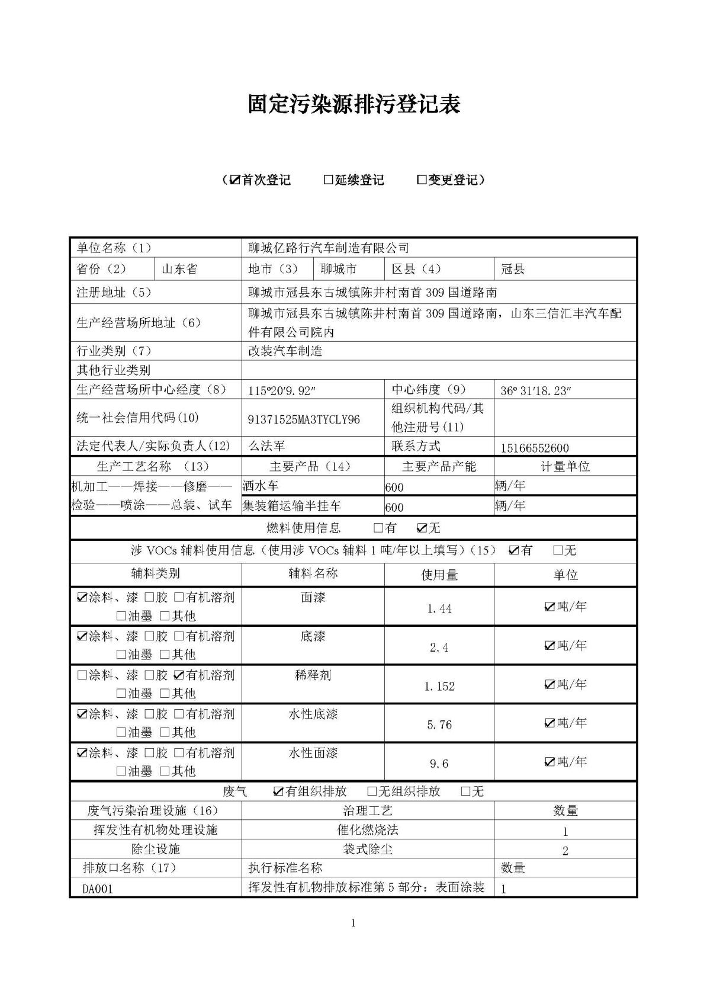 固定污染源排污登记表
（☑首次登记 □延续登记 □变更登记）
单位名称（1） 聊城亿路行汽车制造有限公司
省份（2） 山东省 地市（3） 聊城市 区县（4） 冠县
注册地址（5） 聊城市冠县东古城镇陈井村南首 309 国道路南
生产经营场所地址（6） 聊城市冠县东古城镇陈井村南首 309 国道路南，山东三信汇丰汽车配
件有限公司院内
行业类别（7） 改装汽车制造
其他行业类别
生产经营场所中心经度（8） 115°20′9.92″ 中心纬度（9） 36° 31′18.23″
统一社会信用代码(10) 91371525MA3TYCLY96 组织机构代码/其
他注册号(11)
法定代表人/实际负责人(12) 么法军 联系方式 15166552600
生产工艺名称 （13） 主要产品（14） 主要产品产能 计量单位
机加工——焊接——修磨—— 洒水车 600 辆/年
检验——喷涂——总装、试车 集装箱运输半挂车 600 辆/年
燃料使用信息 □有 ☑无
涉 VOCs 辅料使用信息（使用涉 VOCs 辅料 1 吨/年以上填写）（15） ☑有 □无
辅料类别 辅料名称 使用量 单位
☑涂料、漆 □胶 □有机溶剂 面漆 1.44 ☑吨/年
□油墨 □其他
☑涂料、漆 □胶 □有机溶剂 底漆 2.4 ☑吨/年
□油墨 □其他
□涂料、漆 □胶 ☑有机溶剂 稀释剂 1.152 ☑吨/年
□油墨 □其他
☑涂料、漆 □胶 □有机溶剂 水性底漆 5.76 ☑吨/年
□油墨 □其他
☑涂料、漆 □胶 □有机溶剂 水性面漆 9.6 ☑吨/年
□油墨 □其他
废气 ☑有组织排放 □无组织排放 □无
废气污染治理设施（16） 治理工艺 数量
挥发性有机物处理设施 催化燃烧法 1
除尘设施 袋式除尘 2
排放口名称（17） 执行标准名称 数量
DA001 挥发性有机物排放标准第 5 部分：表面涂装 1
1